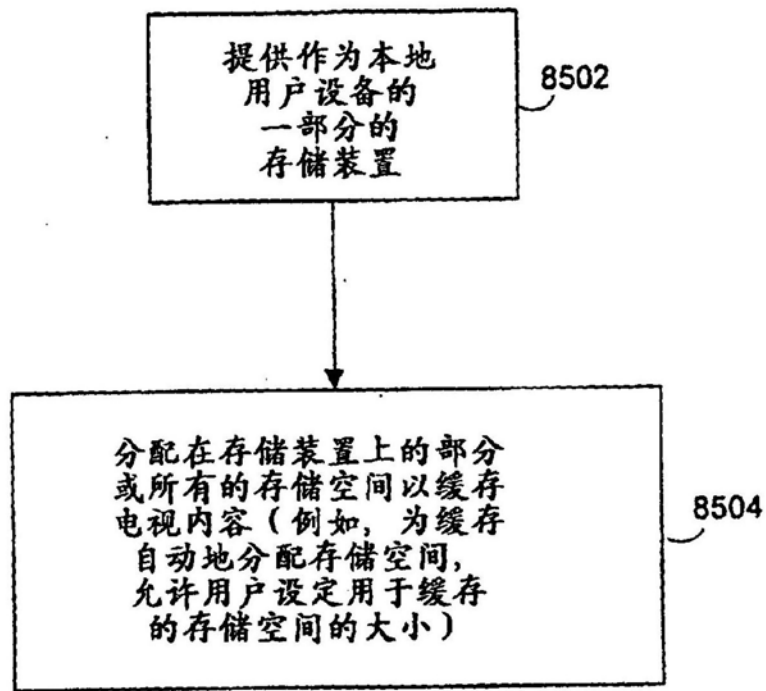 提供作为本地
用户设备的
一部分的
存储装置
8502
分配在存储装置上的部分
或所有的存储空间以缓存
电视内容（例如，为缓存
自动地分配存储空间，
允许用户设定用于缓存
的存储空间的大小）
8504